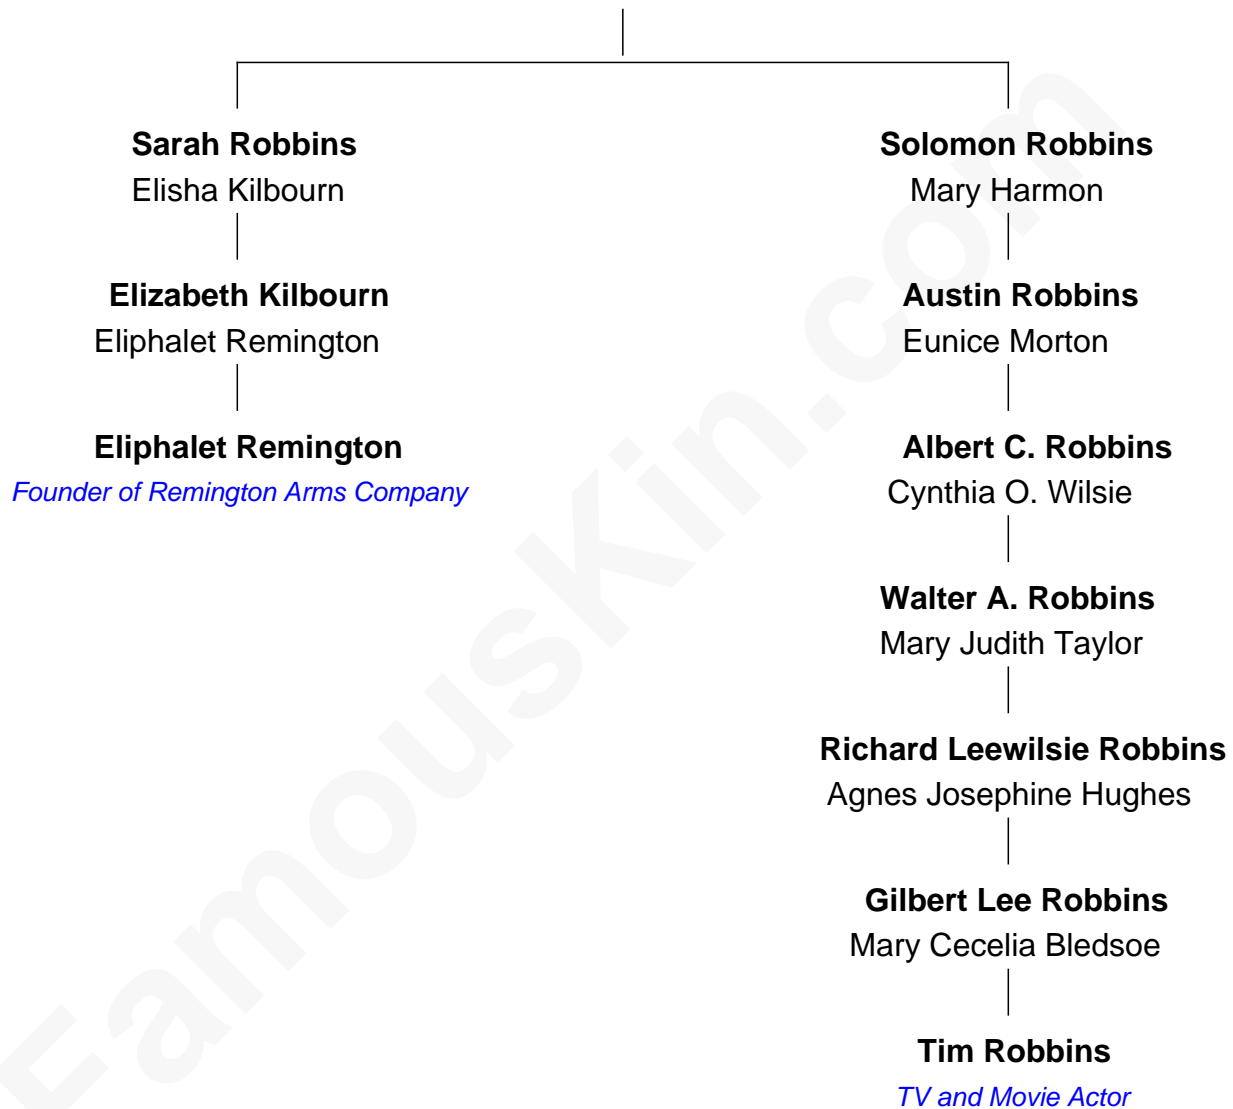 Sarah Robbins
Elisha Kilbourn
Elizabeth Kilbourn
Eliphalet Remington
Eliphalet Remington
Founder of Remington Arms Company
Solomon Robbins
Mary Harmon
Austin Robbins
Eunice Morton
Albert C. Robbins
Cynthia O. Wilsie
Walter A. Robbins
Mary Judith Taylor
Richard Leewilsie Robbins
Agnes Josephine Hughes
Gilbert Lee Robbins
Mary Cecelia Bledsoe
Tim Robbins
TV and Movie Actor
FamousKin.com